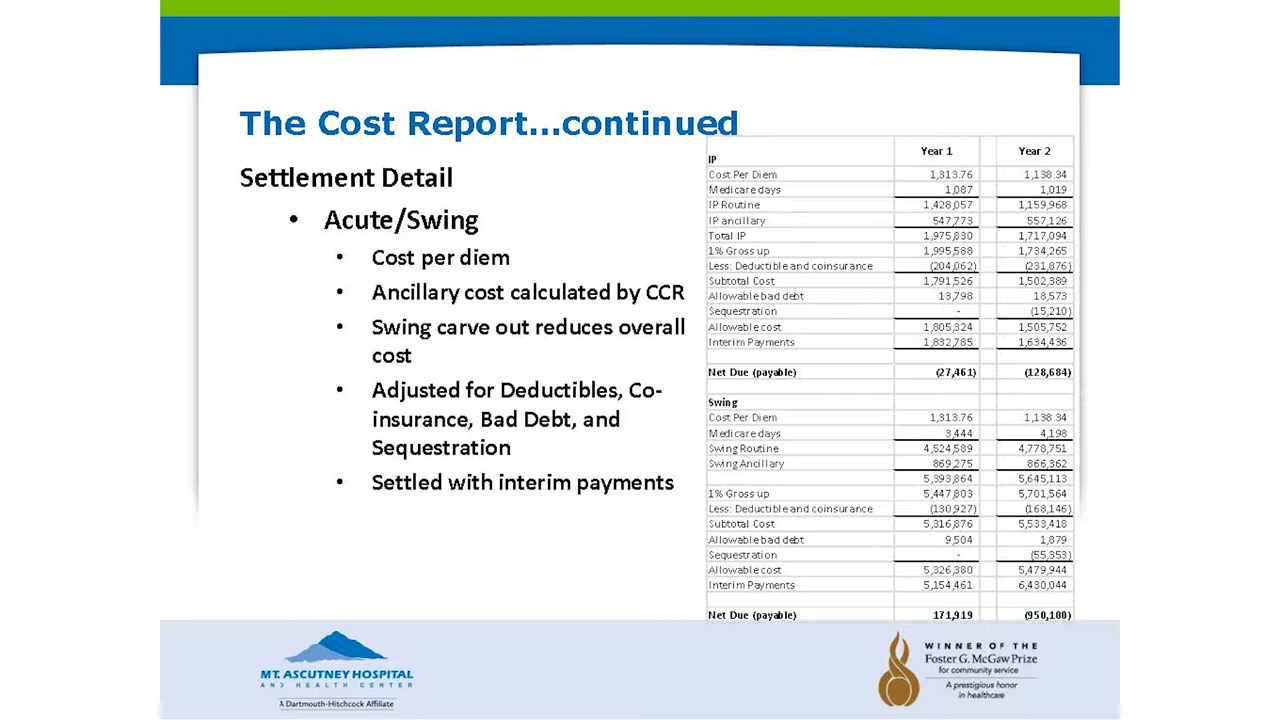 The Cost Report...continued
Settlement Detail
• Acute/Swing
• Cost per diem
• Ancillary cost calculated by CCR
• Swing carve out reduces overall
cost
• Adjusted for Deductibles, Co-
insurance, Bad Debt, and
Sequestration
• Settled with interim payments
Year 1 Year 2
IP
Cost Per Diem 1,313.76 1,138.34
Medicare days 1,087 1,019
IP Routine 1,428,057 1,159,968
IP ancillary 547,773 557,126
Total IP 1,975,830 1,717,094
1% Gross up 1,995,588 1,734,265
Less: Deductible and coinsurance (204,062) (231,876)
Subtotal Cost 1,791,526 1,502,389
Allowable bad debt 13,798 18,573
Sequestration - (15,210)
Allowable cost 1,805,324 1,505,752
Interim Payments 1,832,785 1,634,436
Net Due (payable) (27,461) (128,684)
Swing
Cost Per Diem 1,313.76 1,138.34
Medicare days 3,444 4,198
Swing Routine 4,524,589 4,778,751
Swing Ancillary 869,275 866,362
5,393,864 5,645,113
1% Gross up 5,447,803 5,701,564
Less: Deductible and coinsurance (130,927) (168,146)
Subtotal Cost 5,316,876 5,533,418
Allowable bad debt 9,504 1,879
Sequestration - (55,353)
Allowable cost 5,326,380 5,479,944
Interim Payments 5,154,461 6,430,044
Net Due (payable) 171,919 (950,100)
MT. ASCUTNEY HOSPITAL
AND HEALTH CENTER
A Dartmouth-Hitchcock Affiliate
WINNER OF THE
Foster G. McGaw Prize
for community service
A prestigious honor
in healthcare